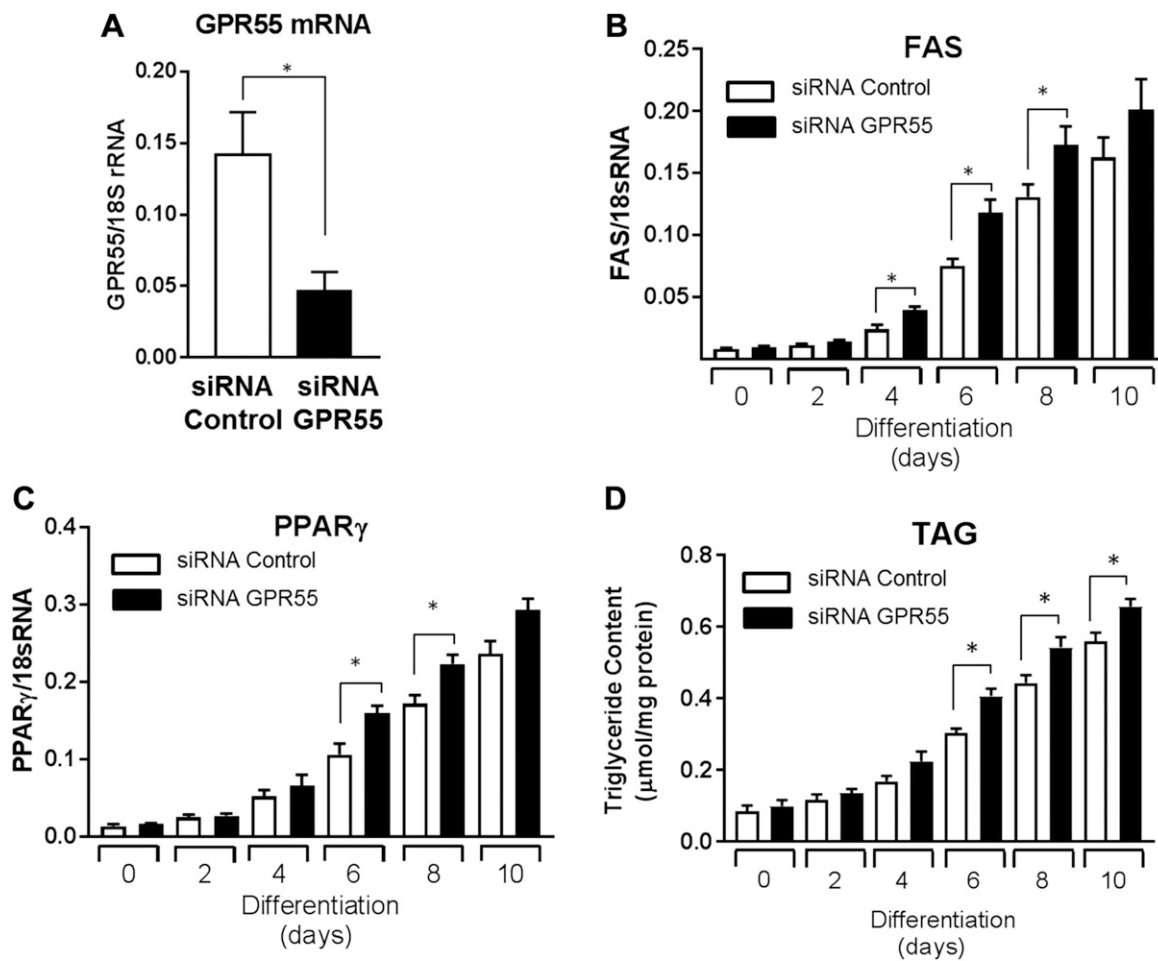 A
GPR55 mRNA
GPR55/18S rRNA
0.20
0.15
0.10
0.05
0.00
*
siRNA
Control
siRNA
GPR55
B
FAS
FAS/18sRNA
0.25
0.20
0.15
0.10
0.05
siRNA Control
siRNA GPR55
*
*
*
0 2 4 6 8 10
Differentiation
(days)
C
PPARγ
PPARγ/18sRNA
0.4
0.3
0.2
0.1
0.0
siRNA Control
siRNA GPR55
*
*
0 2 4 6 8 10
Differentiation
(days)
D
TAG
Triglyceride Content
(μmol/mg protein)
0.8
0.6
0.4
0.2
0.0
siRNA Control
siRNA GPR55
*
*
*
0 2 4 6 8 10
Differentiation
(days)